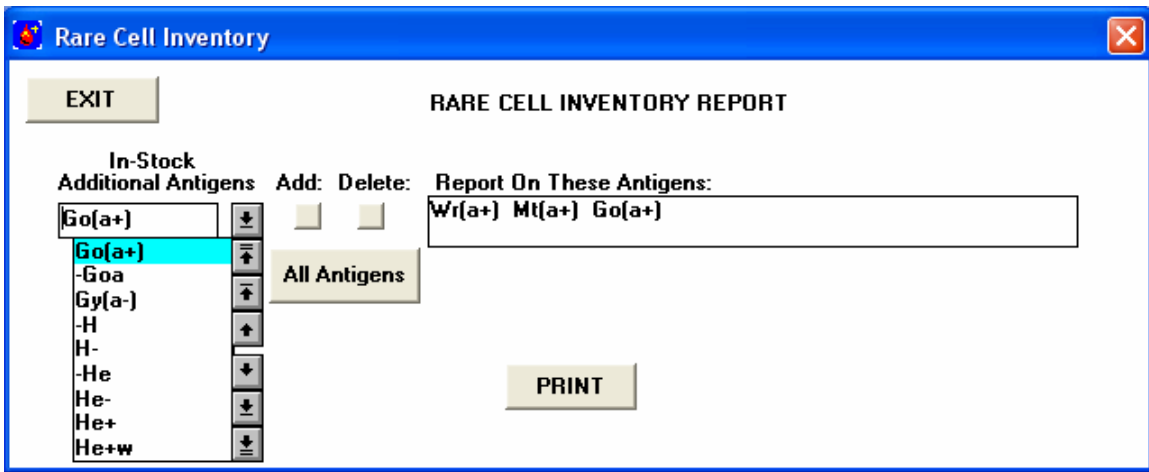 Rare Cell Inventory
EXIT
RARE CELL INVENTORY REPORT
In-Stock
Additional Antigens
Add:
Delete:
Report On These Antigens:
Go(a+)
Wr(a+) Mt(a+) Go(a+)
Go(a+)
-Goa
Gy(a-)
-H
H-
-He
He-
He+
He+w
All Antigens
PRINT